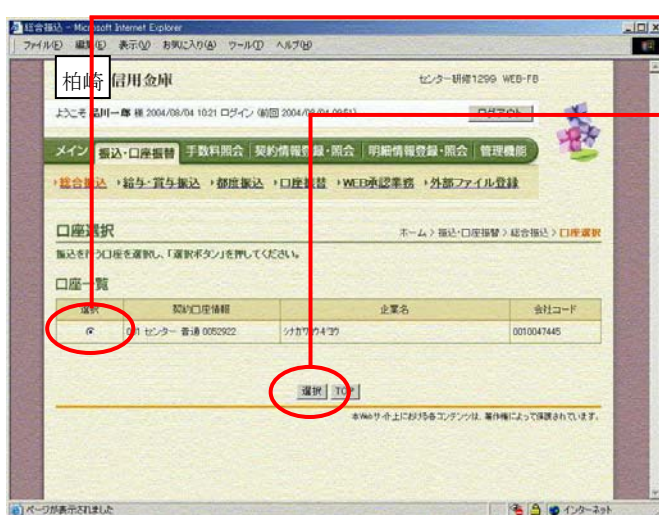 総合振込 - Microsoft Internet Explorer
ファイル(F) 編集(E) 表示(V) お気に入り(A) ツール(T) ヘルプ(H)
柏崎信用金庫
センター研修1299 WEB-FB
ようこそ 品川一郎 様 2004/08/04 10:21 ログイン (前回 2004/08/04 09:51)
ログアウト
メイン 振込・口座振替 手数料照会 契約情報登録・照会 明細情報登録・照会 管理機能
総合振込 給与・賞与振込 都度振込 口座振替 WEB承認業務 外部ファイル登録
口座選択
ホーム > 振込・口座振替 > 総合振込 > 口座選択
振込を行う口座を選択し、「選択ボタン」を押してください。
口座一覧
選択 契約口座情報 企業名 会社コード
001 センター 普通 0052922 0010047445
選択 TOP
本Webサイト上における各コンテンツは、著作権によって保護されています。
ページが表示されました
インターネット